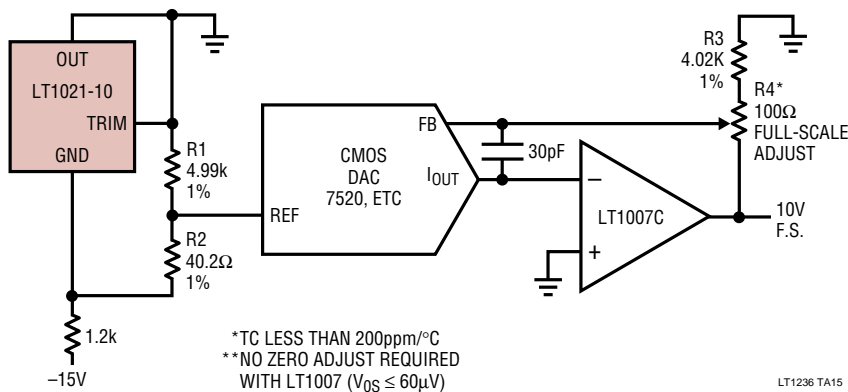 OUT
LT1021-10
TRIM
GND
R1
4.99k
1%
R2
40.2Ω
1%
1.2k
–15V
REF
CMOS
DAC
7520, ETC
FB
IOUT
30pF
–
+
LT1007C
R3
4.02K
1%
R4*
100Ω
FULL-SCALE
ADJUST
10V
F.S.
*TC LESS THAN 200ppm/°C
**NO ZERO ADJUST REQUIRED
WITH LT1007 (V0S ≤ 60µV)
LT1236 TA15